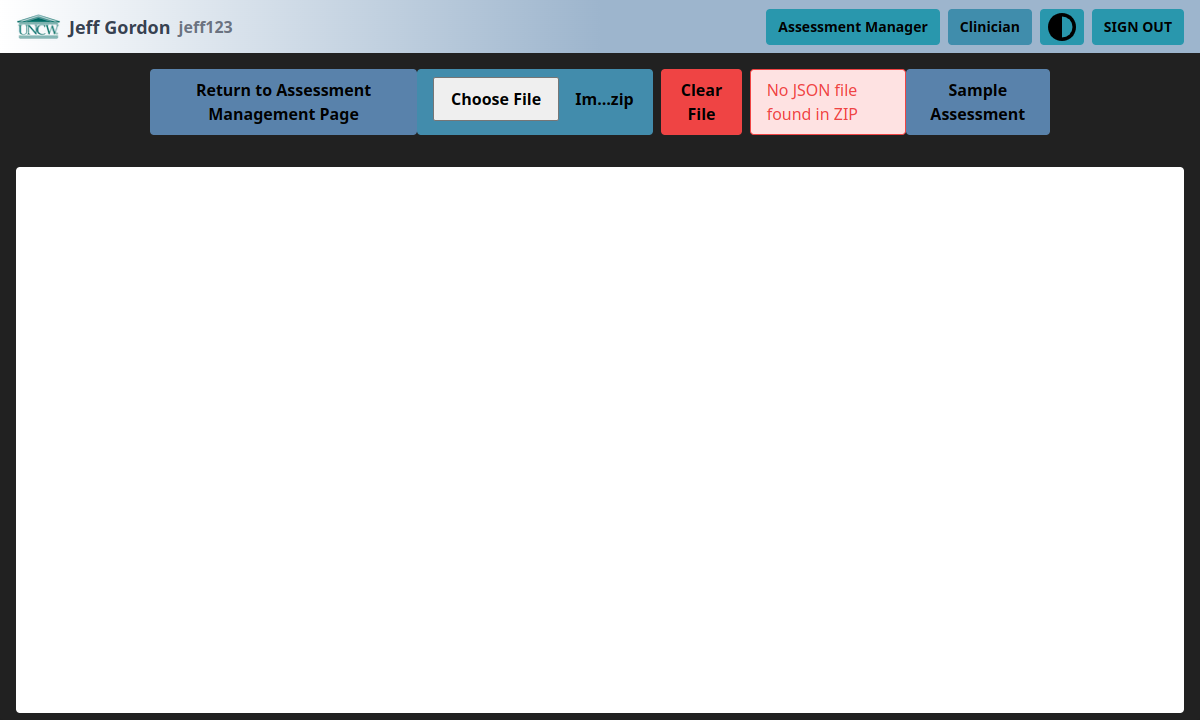 UNCW Jeff Gordon jeff123 Assessment Manager Clinician SIGN OUT
Return to Assessment
Management Page
Choose File Im...zip
Clear
File
No JSON file
found in ZIP
Sample
Assessment